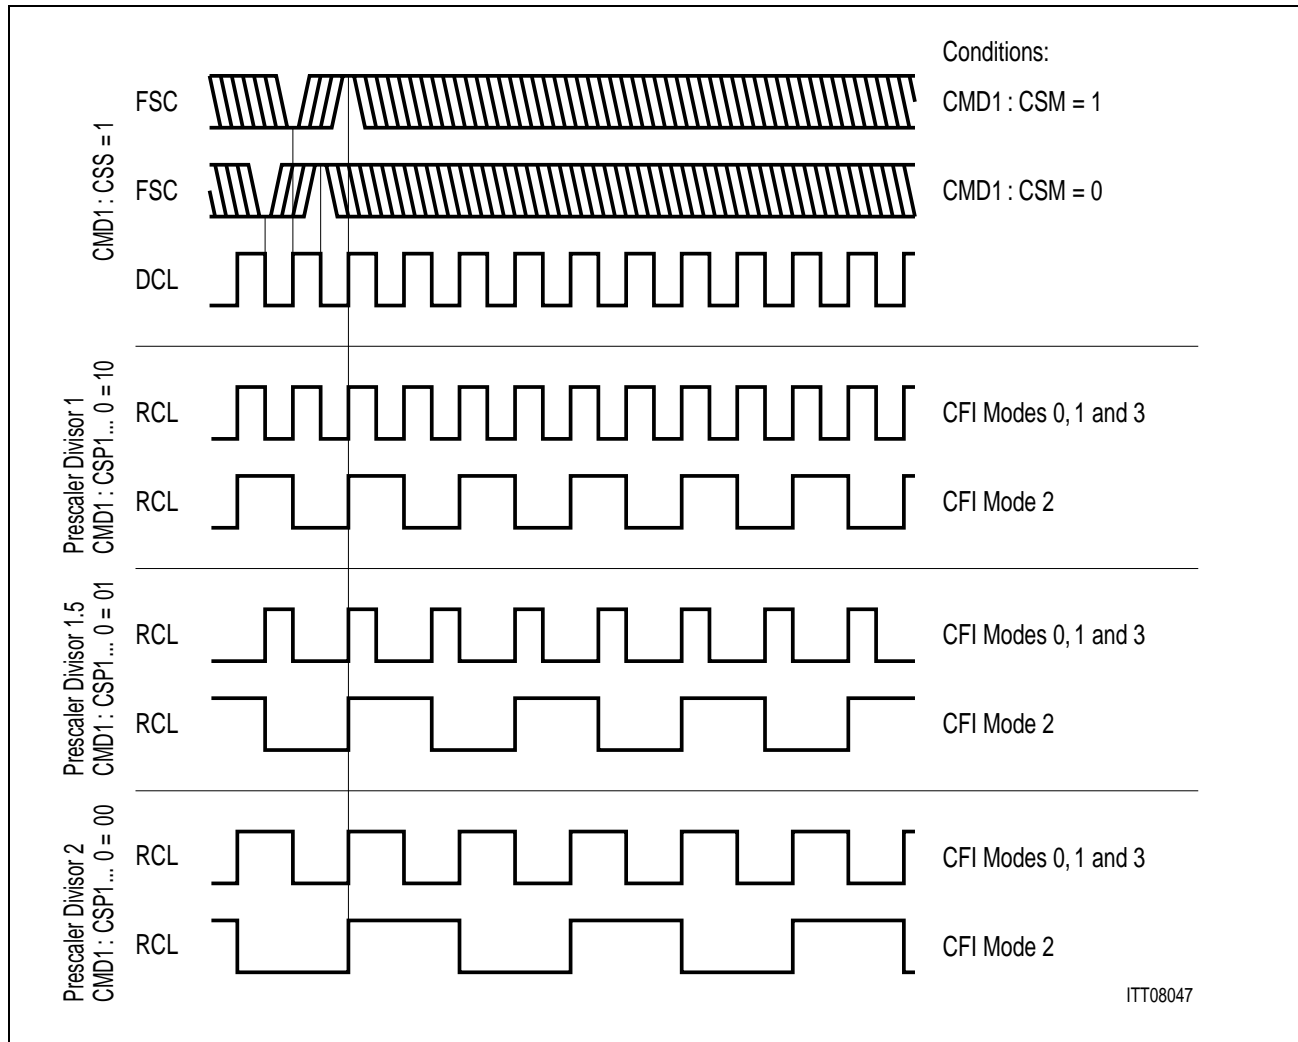 Conditions:
CMD1 : CSS = 1
FSC
CMD1 : CSM = 1
FSC
CMD1 : CSM = 0
DCL
Prescaler Divisor 1
CMD1 : CSP1... 0 = 10
RCL
CFI Modes 0, 1 and 3
RCL
CFI Mode 2
Prescaler Divisor 1.5
CMD1 : CSP1... 0 = 01
RCL
CFI Modes 0, 1 and 3
RCL
CFI Mode 2
Prescaler Divisor 2
CMD1 : CSP1... 0 = 00
RCL
CFI Modes 0, 1 and 3
RCL
CFI Mode 2
ITT08047